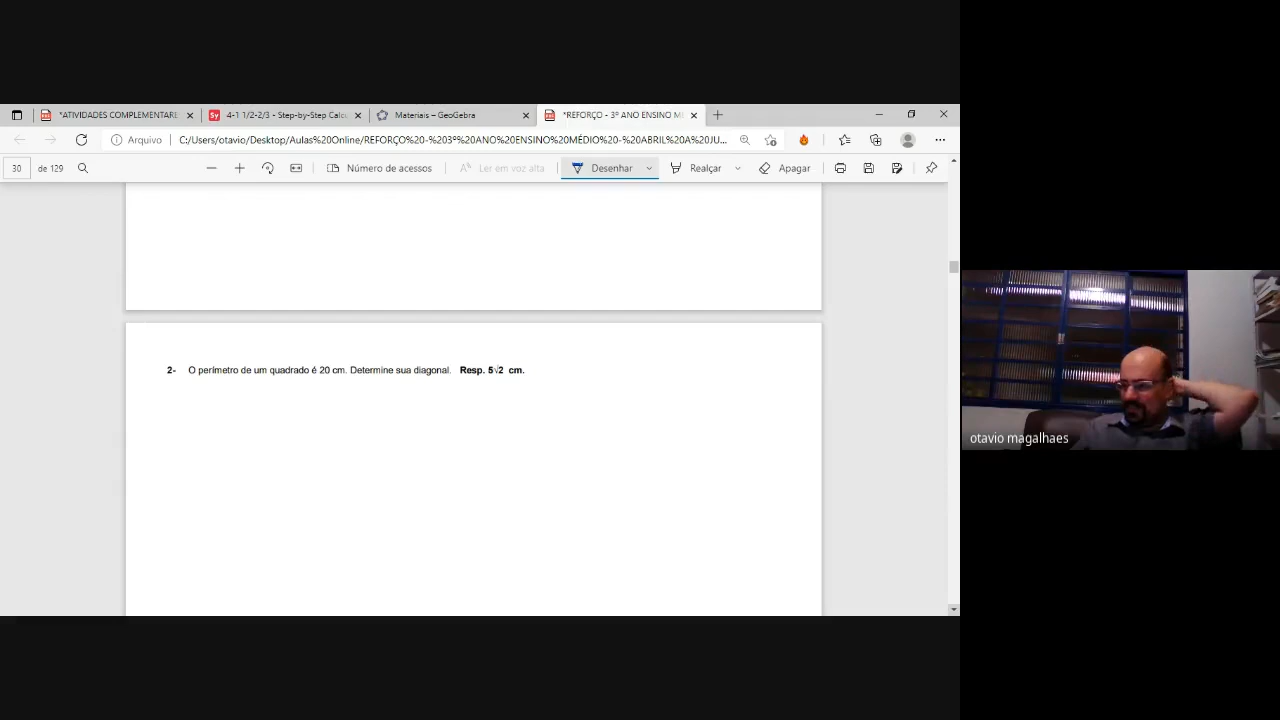 *ATIVIDADES COMPLEMENTARE
4-1 1/2-2/3 - Step-by-Step Calcu
Materiais – GeoGebra
*REFORÇO - 3º ANO ENSINO MÉ
Arquivo
C:/Users/otavio/Desktop/Aulas%20Online/REFORÇO%20-%203º%20ANO%20ENSINO%20MÉDIO%20-%20ABRIL%20A%20JU...
30 de 129
Número de acessos
Ler em voz alta
Desenhar
Realçar
Apagar
2- O perímetro de um quadrado é 20 cm. Determine sua diagonal. Resp. 5√2 cm.
otavio magalhaes